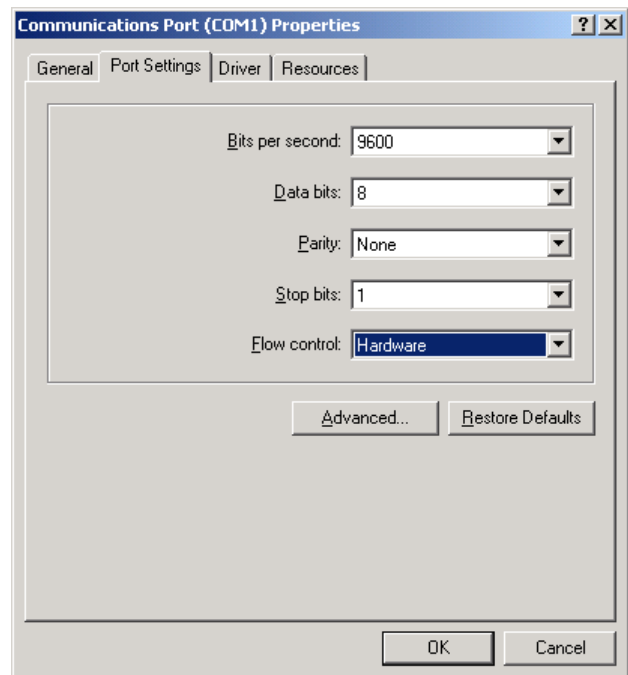 Communications Port (COM1) Properties ? X
General Port Settings Driver Resources
Bits per second: 9600
Data bits: 8
Parity: None
Stop bits: 1
Flow control: Hardware
Advanced... Restore Defaults
OK Cancel